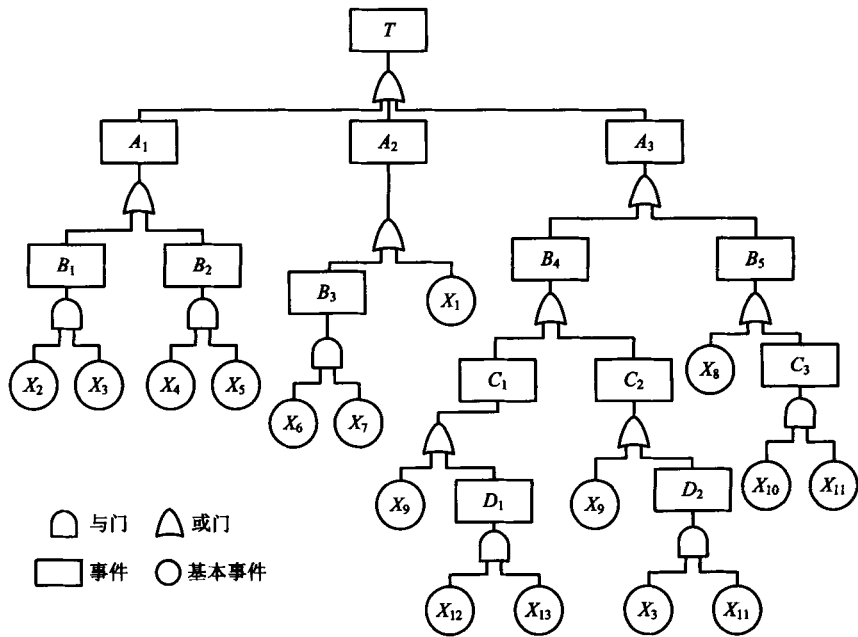 T
A₁ A₂ A₃
B₁ B₂ B₄ B₅
B₃ X₁
X₂ X₃ X₄ X₅ C₁ C₂ X₈ C₃
X₆ X₇
X₉ D₁ X₉ D₂ X₁₀ X₁₁
与门 或门
事件 基本事件
X₁₂ X₁₃ X₃ X₁₁